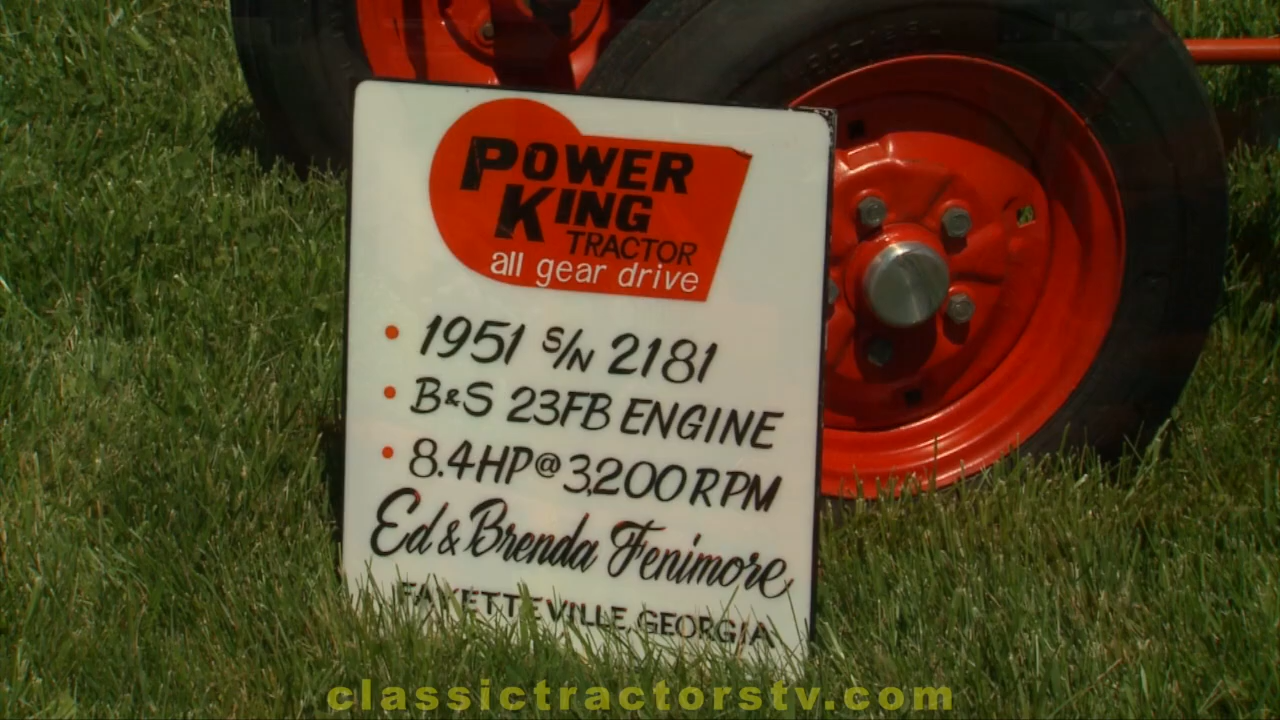 POWER
KING
TRACTOR
all gear drive
• 1951 S/N 2181
• B&S 23FB ENGINE
• 8.4HP@3,200RPM
Ed & Brenda Fenimore
FAYETTEVILLE, GEORGIA
classictractorstv.com